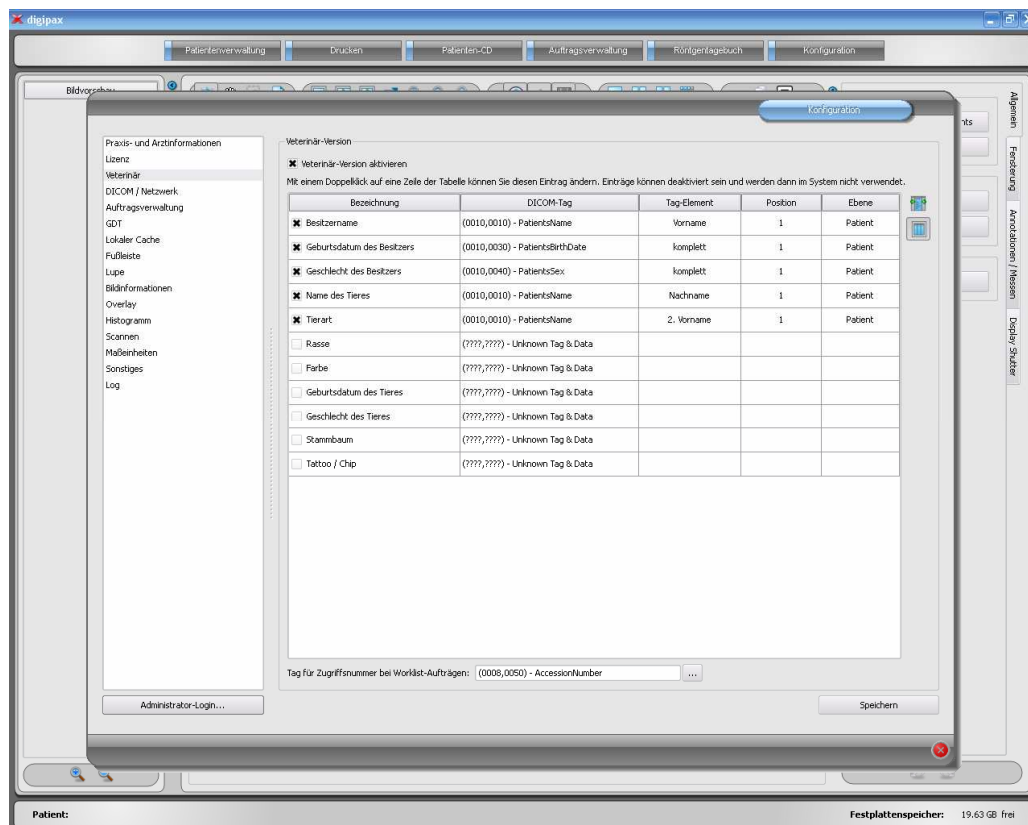 digipax
Patientenverwaltung Drucken Patienten-CD Auftragsverwaltung Röntgentagebuch Konfiguration
Konfiguration
Praxis- und Arztinformationen
Lizenz
Veterinär
DICOM / Netzwerk
Auftragsverwaltung
GDT
Lokaler Cache
Fußleiste
Lupe
Bildinformationen
Overlay
Histogramm
Scannen
Maßeinheiten
Sonstiges
Log
Administrator-Login...
Veterinär-Version
Veterinär-Version aktivieren
Mit einem Doppelklick auf eine Zeile der Tabelle können Sie diesen Eintrag ändern. Einträge können deaktiviert sein und werden dann im System nicht verwendet.
Bezeichnung DICOM-Tag Tag-Element Position Ebene
Besitzername (0010,0010) - PatientsName Vorname 1 Patient
Geburtsdatum des Besitzers (0010,0030) - PatientsBirthDate komplett 1 Patient
Geschlecht des Besitzers (0010,0040) - PatientsSex komplett 1 Patient
Name des Tieres (0010,0010) - PatientsName Nachname 1 Patient
Tierart (0010,0010) - PatientsName 2. Vorname 1 Patient
Rasse (????,????) - Unknown Tag & Data
Farbe (????,????) - Unknown Tag & Data
Geburtsdatum des Tieres (????,????) - Unknown Tag & Data
Geschlecht des Tieres (????,????) - Unknown Tag & Data
Stammbaum (????,????) - Unknown Tag & Data
Tattoo / Chip (????,????) - Unknown Tag & Data
Tag für Zugriffsnummer bei Worklist-Aufträgen: (0008,0050) - AccessionNumber ...
Speichern
Allgemein
Fensterung
Annotationen / Messen
Display Shutter
Patient: Festplattenspeicher: 19.63 GB frei